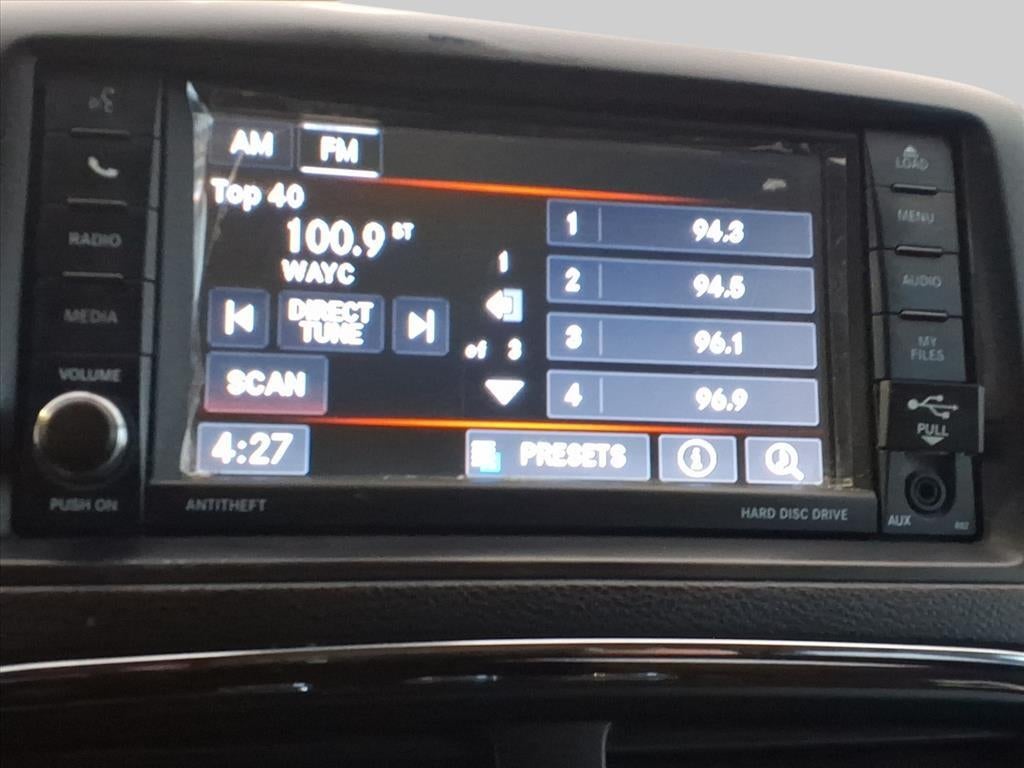 AM
FM
Top 40
100.9 ST
WAYC
DIRECT
TUNE
SCAN
4:27
1
of 3
1 94.3
2 94.5
3 96.1
4 96.9
PRESETS
RADIO
MEDIA
VOLUME
PUSH ON
ANTITHEFT
HARD DISC DRIVE
LOAD
MENU
AUDIO
MY
FILES
PULL
AUX